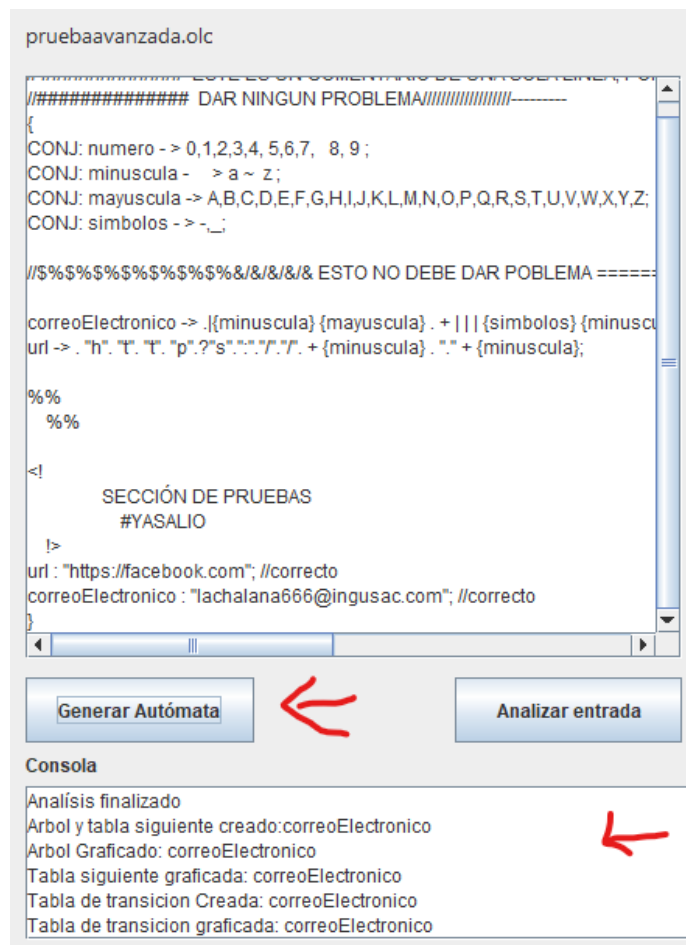 pruebaavanzada.olc
//############## DAR NINGUN PROBLEMA////////////////////---------
{
CONJ: numero - > 0,1,2,3,4, 5,6,7,   8, 9 ;
CONJ: minuscula -    > a ~  z ;
CONJ: mayuscula -> A,B,C,D,E,F,G,H,I,J,K,L,M,N,O,P,Q,R,S,T,U,V,W,X,Y,Z;
CONJ: simbolos - > -,_;
//$%$%$%$%$%$%$%&/&/&/&/& ESTO NO DEBE DAR POBLEMA ======
correoElectronico -> .|{minuscula} {mayuscula} . + | | | {simbolos} {minuscu
url -> . "h". "t". "t". "p".?"s".":"."/"."/". + {minuscula} . "." + {minuscula};
%%
%%
<!
SECCIÓN DE PRUEBAS
#YASALIO
!>
url : "https://facebook.com"; //correcto
correoElectronico : "lachalana666@ingusac.com"; //correcto
}
Generar Autómata
Analizar entrada
Consola
Analísis finalizado
Arbol y tabla siguiente creado:correoElectronico
Arbol Graficado: correoElectronico
Tabla siguiente graficada: correoElectronico
Tabla de transicion Creada: correoElectronico
Tabla de transicion graficada: correoElectronico